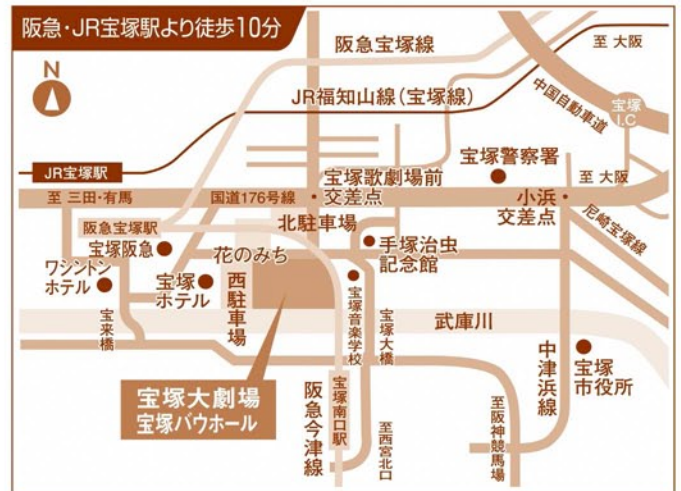 阪急・JR宝塚駅より徒歩10分
阪急宝塚線
至 大阪
N
JR福知山線（宝塚線）
中国自動車道
宝塚
I.C
JR宝塚駅
宝塚警察署
宝塚歌劇場前
交差点
至 三田・有馬
国道176号線
小浜
交差点
至 大阪
北駐車場
阪急宝塚駅
宝塚阪急
花のみち
手塚治虫
記念館
尼崎宝塚線
ワシントン
ホテル
宝塚
ホテル
西駐車場
宝塚音楽学校
宝塚大橋
宝来橋
武庫川
中津浜線
宝塚
市役所
宝塚大劇場
宝塚バウホール
宝塚南口駅
阪急今津線
至西宮北口
至阪神競馬場